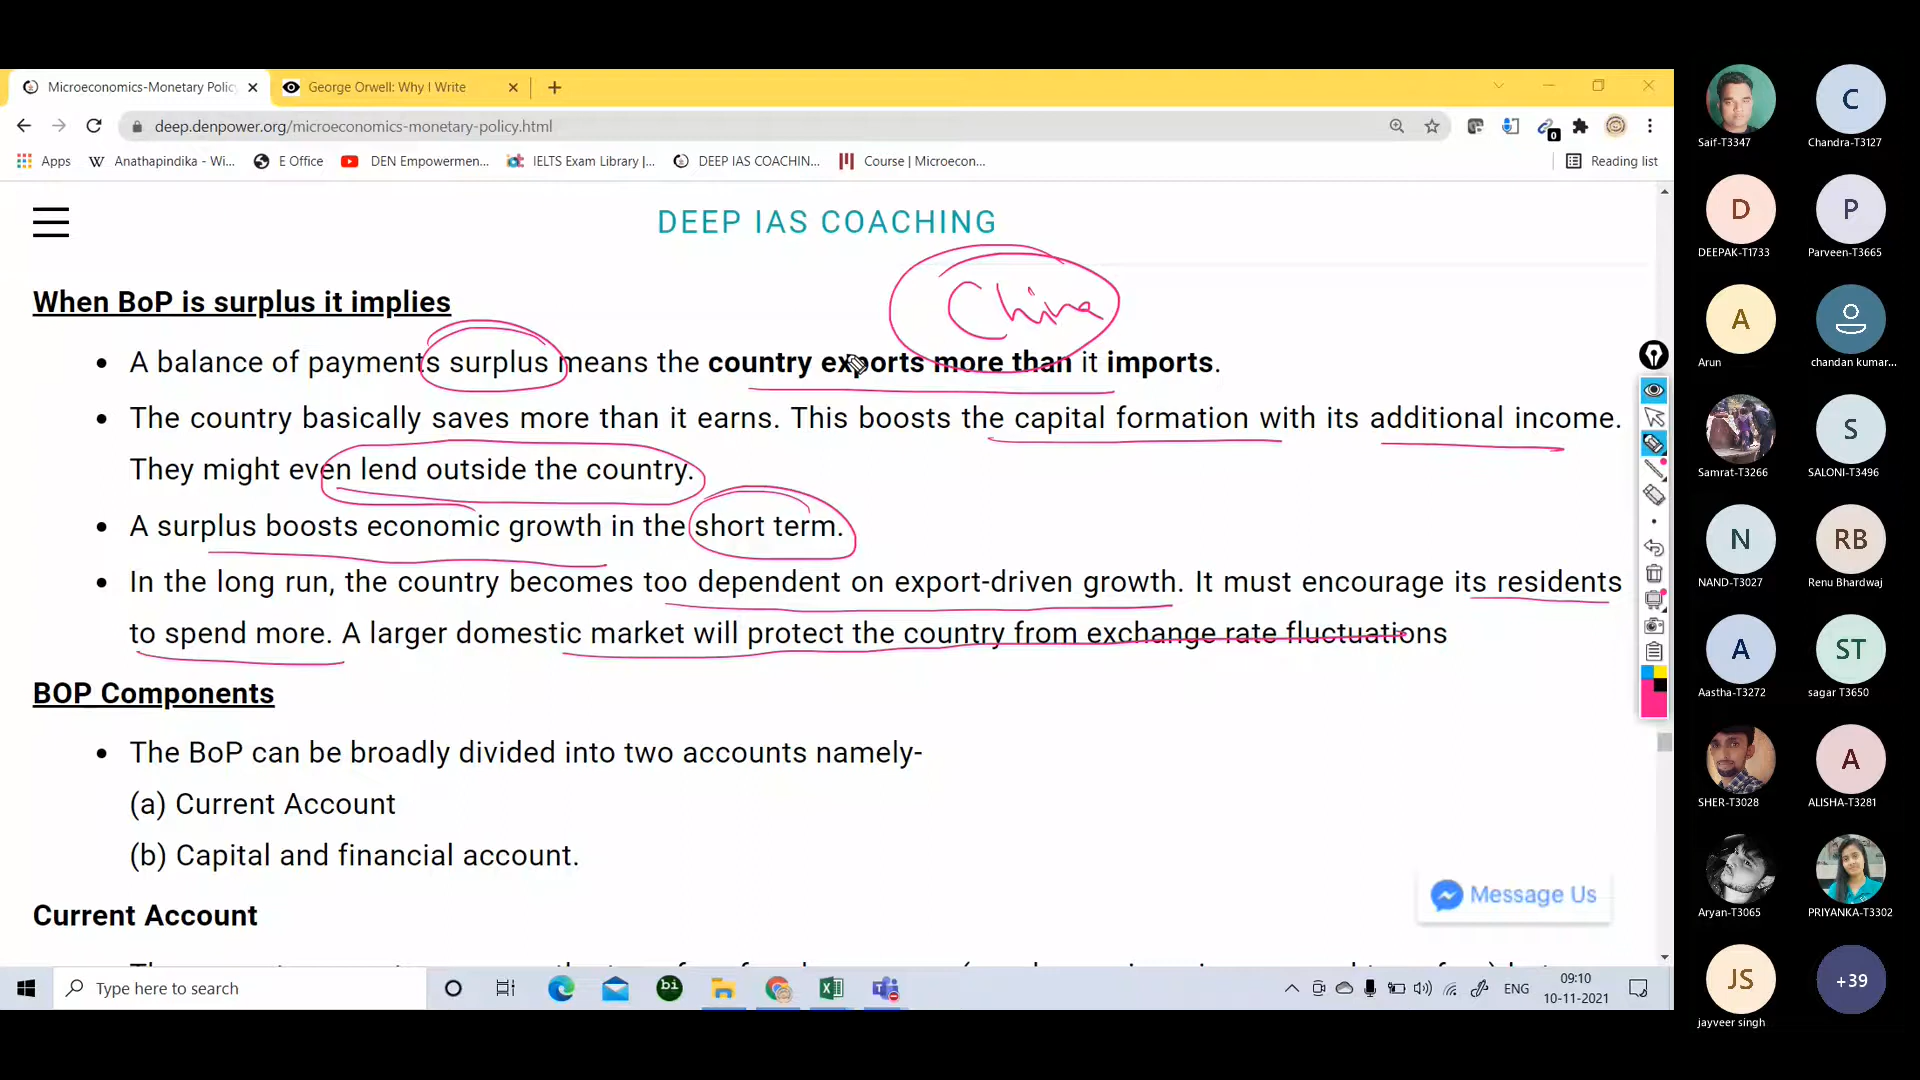 Microeconomics-Monetary Polic
George Orwell: Why I Write
deep.denpower.org/microeconomics-monetary-policy.html
0
Apps
Anathapindika - Wi...
E Office
DEN Empowermen...
IELTS Exam Library |...
DEEP IAS COACHIN...
Course | Microecon...
Reading list
DEEP IAS COACHING
China
When BoP is surplus it implies
• A balance of payments surplus means the country exports more than it imports.
• The country basically saves more than it earns. This boosts the capital formation with its additional income.
They might even lend outside the country.
• A surplus boosts economic growth in the short term.
• In the long run, the country becomes too dependent on export-driven growth. It must encourage its residents
to spend more. A larger domestic market will protect the country from exchange rate fluctuations
BOP Components
• The BoP can be broadly divided into two accounts namely-
(a) Current Account
(b) Capital and financial account.
Current Account
Message Us
Type here to search
bi
ENG
09:10
10-11-2021
Saif-T3347
C
Chandra-T3127
D
DEEPAK-T1733
P
Parveen-T3665
A
Arun
chandan kumar...
Samrat-T3266
S
SALONI-T3496
N
NAND-T3027
RB
Renu Bhardwaj
A
Aastha-T3272
ST
sagar T3650
SHER-T3028
A
ALISHA-T3281
Aryan-T3065
PRIYANKA-T3302
JS
jayveer singh
+39